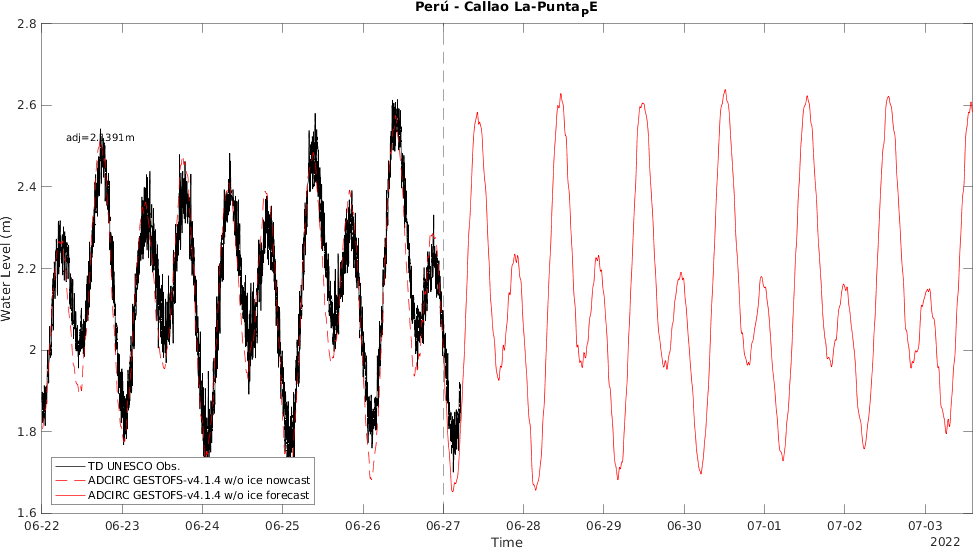 Perú - Callao La-Punta_PE
2.8
2.6
2.4
2.2
2
1.8
1.6
Water Level (m)
TD UNESCO Obs.
ADCIRC GESTOFS-v4.1.4 w/o ice nowcast
ADCIRC GESTOFS-v4.1.4 w/o ice forecast
06-22 06-23 06-24 06-25 06-26 06-27 06-28 06-29 06-30 07-01 07-02 07-03
Time
2022